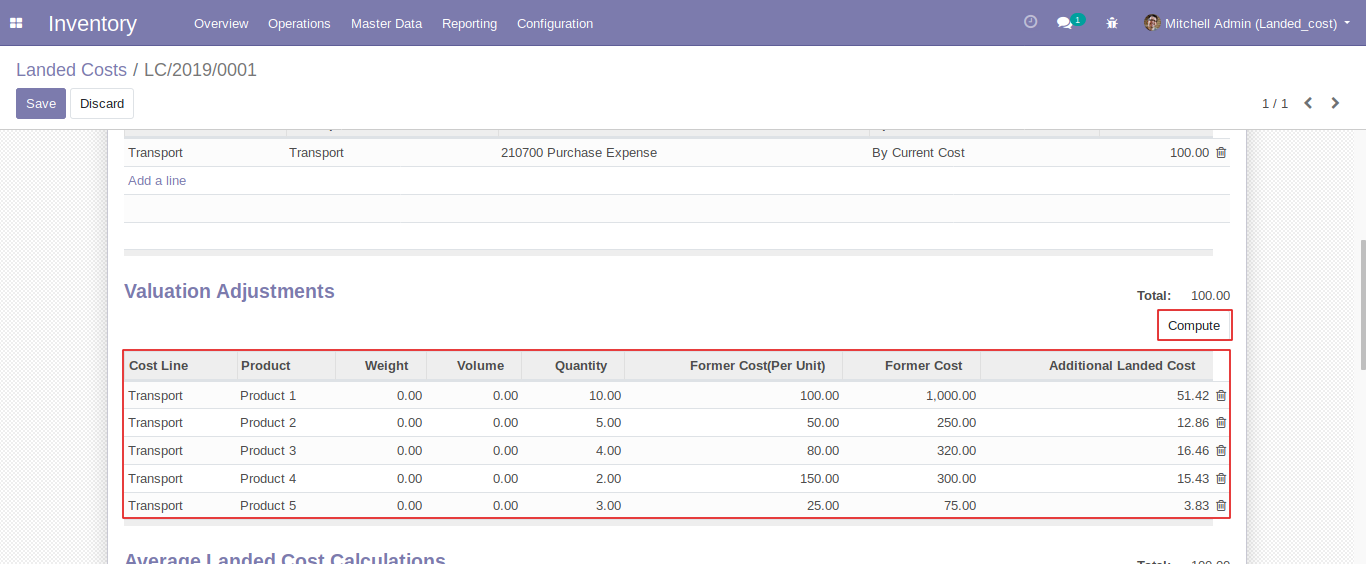 Inventory Overview Operations Master Data Reporting Configuration 1 Mitchell Admin (Landed_cost)
Landed Costs / LC/2019/0001
Save Discard 1 / 1
Transport Transport 210700 Purchase Expense By Current Cost 100.00
Add a line
Valuation Adjustments Total: 100.00
Compute
Cost Line Product Weight Volume Quantity Former Cost(Per Unit) Former Cost Additional Landed Cost
Transport Product 1 0.00 0.00 10.00 100.00 1,000.00 51.42
Transport Product 2 0.00 0.00 5.00 50.00 250.00 12.86
Transport Product 3 0.00 0.00 4.00 80.00 320.00 16.46
Transport Product 4 0.00 0.00 2.00 150.00 300.00 15.43
Transport Product 5 0.00 0.00 3.00 25.00 75.00 3.83
Average Landed Cost Calculations Total: 100.00